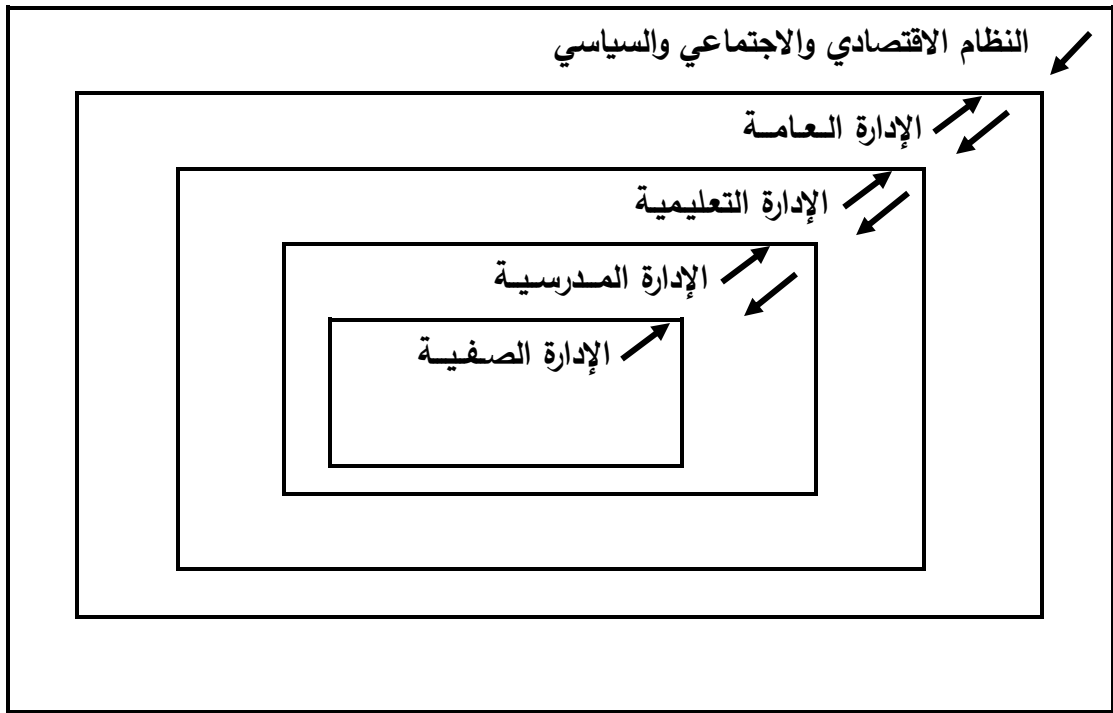 النظام الاقتصادي والاجتماعي والسياسي
الإدارة العامة
الإدارة التعليمية
الإدارة المدرسية
الإدارة الصفية